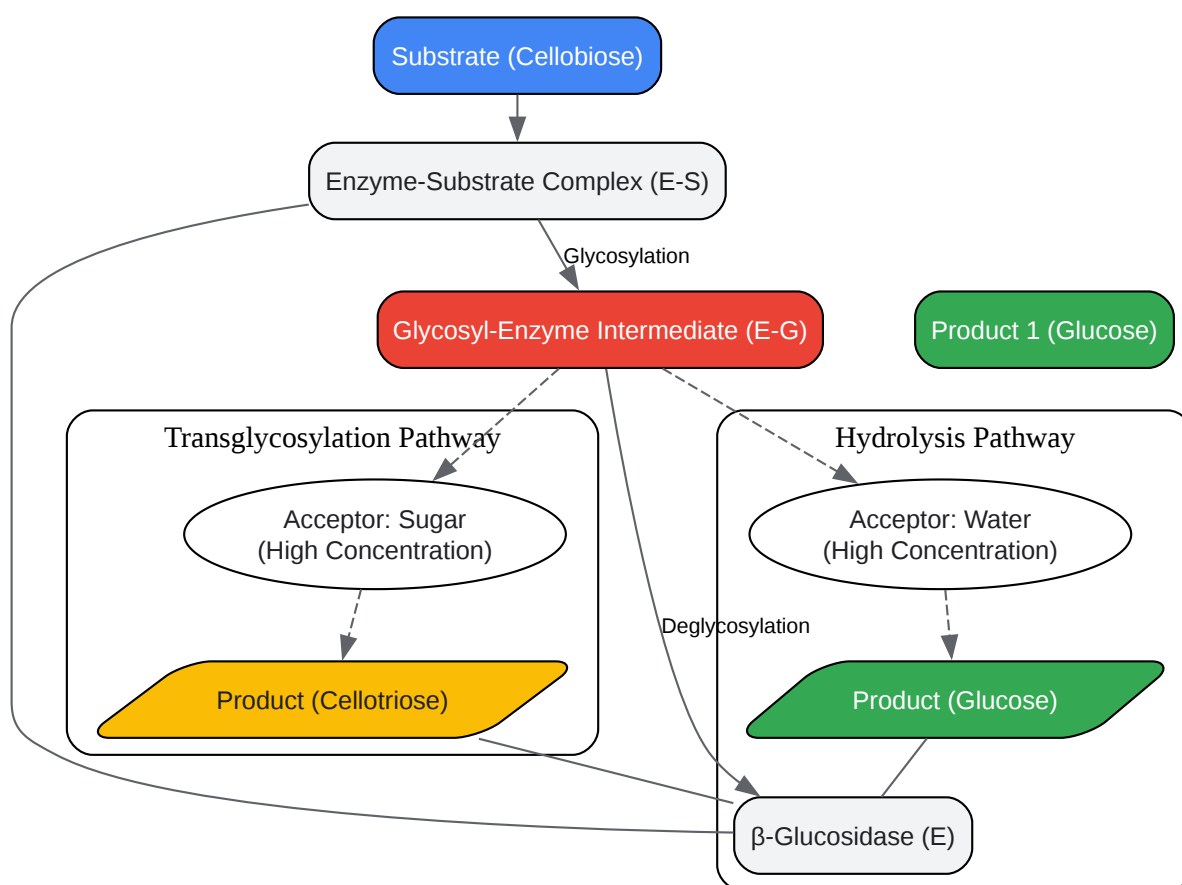 Substrate (Cellobiose)
Enzyme-Substrate Complex (E-S)
Glycosylation
Glycosyl-Enzyme Intermediate (E-G)
Product 1 (Glucose)
Transglycosylation Pathway
Hydrolysis Pathway
Acceptor: Sugar
(High Concentration)
Acceptor: Water
(High Concentration)
Deglycosylation
Product (Cellotriose)
Product (Glucose)
β-Glucosidase (E)